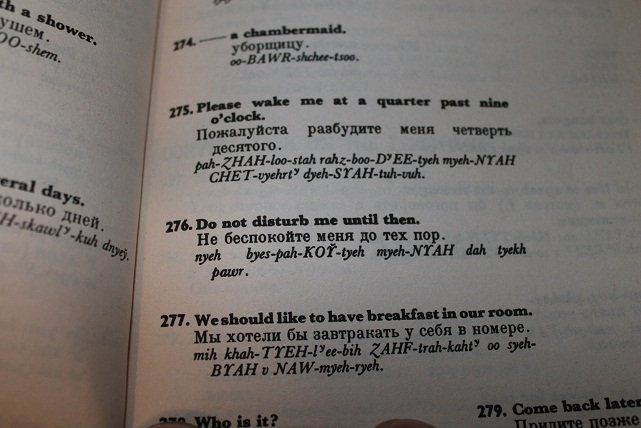 th a shower.
ушем.
OO-shem.
eral days.
олько дней.
H-skawlʸ-kuh dnyeў.
274. —— a chambermaid.
уборщицу.
oo-BAWR-shchee-tsoo.
275. Please wake me at a quarter past nine
o'clock.
Пожалуйста разбудите меня четверть
десятого.
pah-ZHAH-loo-stah rahz-boo-DʸEE-tyeh myeh-NYAH
CHET-vyehrtʸ dyeh-SYAH-tuh-vuh.
276. Do not disturb me until then.
Не беспокойте меня до тех пор.
nyeh byes-pah-KOY̆-tyeh myeh-NYAH dah tyekh
pawr.
277. We should like to have breakfast in our room.
Мы хотели бы завтракать у себя в номере.
mih khah-TYEH-lʸee-bih ZAHF-trah-kahtʸ oo syeh-
BYAH v NAW-myeh-ryeh.
278. Who is it?
279. Come back later
Придите позже